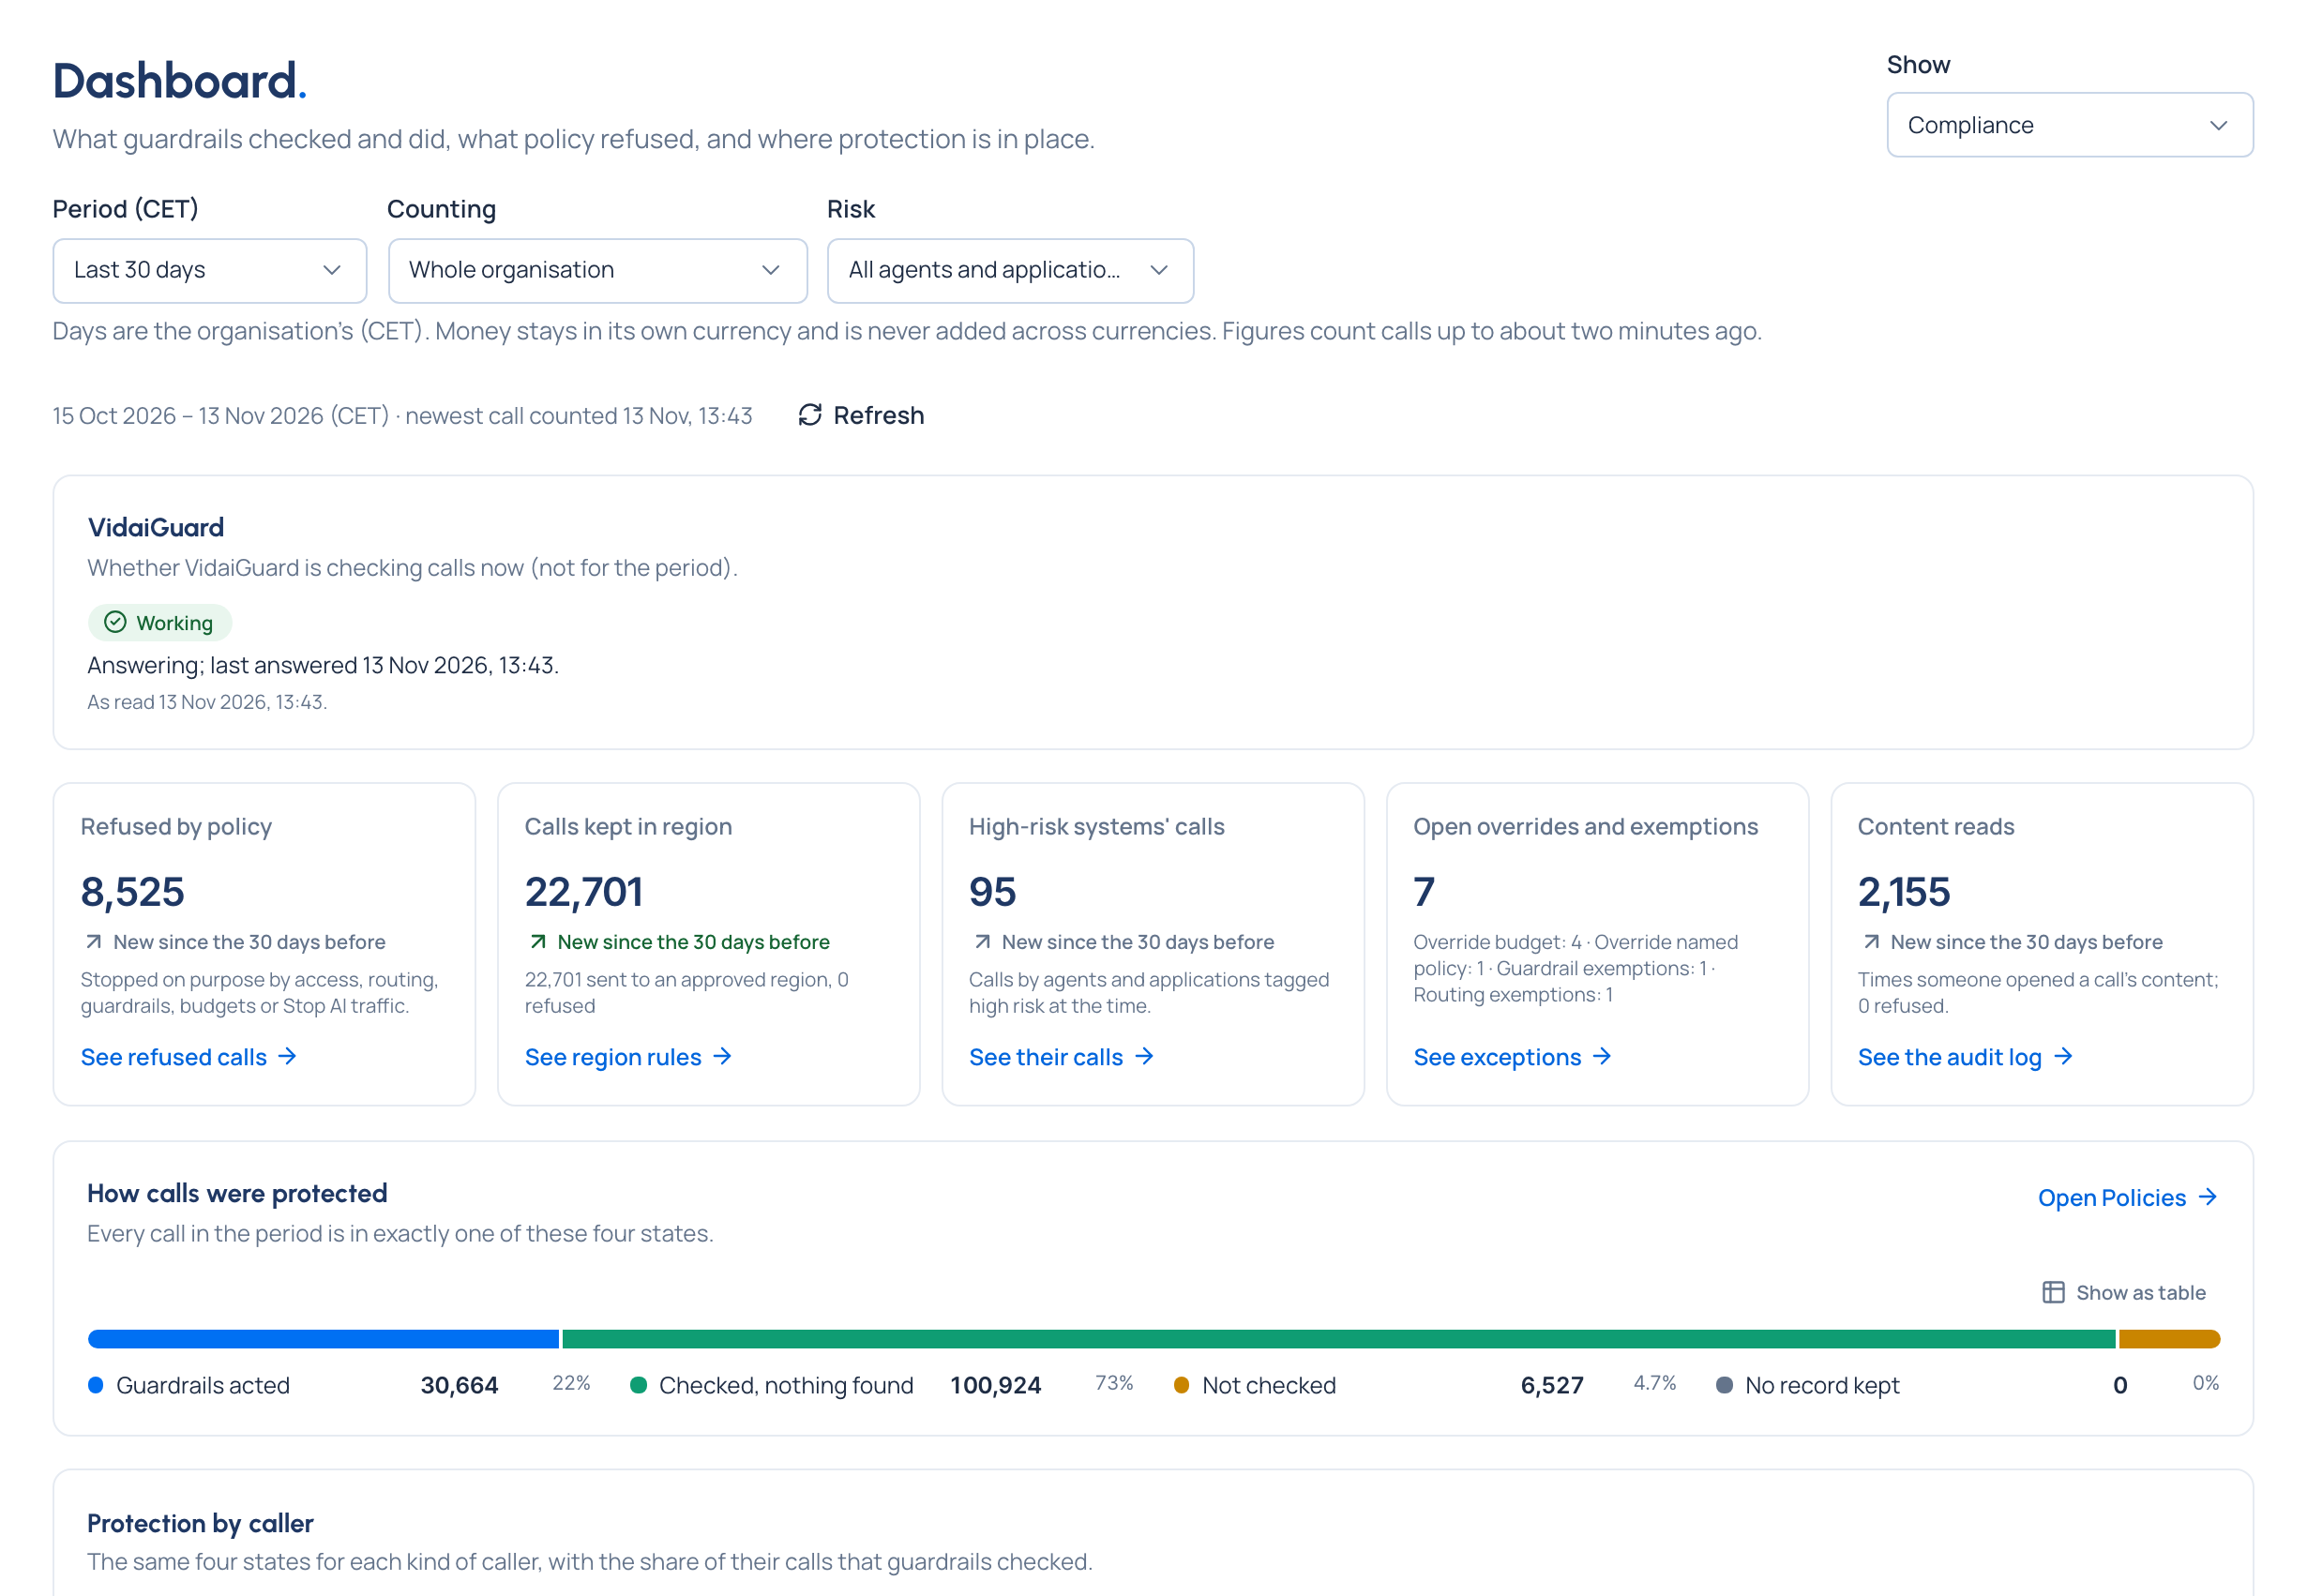 Dashboard.
What guardrails checked and did, what policy refused, and where protection is in place.
Show
Compliance
Period (CET)
Last 30 days
Counting
Whole organisation
Risk
All agents and applicatio...
Days are the organisation's (CET). Money stays in its own currency and is never added across currencies. Figures count calls up to about two minutes ago.
15 Oct 2026 – 13 Nov 2026 (CET) · newest call counted 13 Nov, 13:43
Refresh
VidaiGuard
Whether VidaiGuard is checking calls now (not for the period).
Working
Answering; last answered 13 Nov 2026, 13:43.
As read 13 Nov 2026, 13:43.
Refused by policy
8,525
New since the 30 days before
Stopped on purpose by access, routing,
guardrails, budgets or Stop AI traffic.
See refused calls
Calls kept in region
22,701
New since the 30 days before
22,701 sent to an approved region, 0
refused
See region rules
High-risk systems' calls
95
New since the 30 days before
Calls by agents and applications tagged
high risk at the time.
See their calls
Open overrides and exemptions
7
Override budget: 4 · Override named
policy: 1 · Guardrail exemptions: 1 ·
Routing exemptions: 1
See exceptions
Content reads
2,155
New since the 30 days before
Times someone opened a call's content;
0 refused.
See the audit log
How calls were protected
Every call in the period is in exactly one of these four states.
Open Policies
Show as table
Guardrails acted 30,664 22%
Checked, nothing found 100,924 73%
Not checked 6,527 4.7%
No record kept 0 0%
Protection by caller
The same four states for each kind of caller, with the share of their calls that guardrails checked.